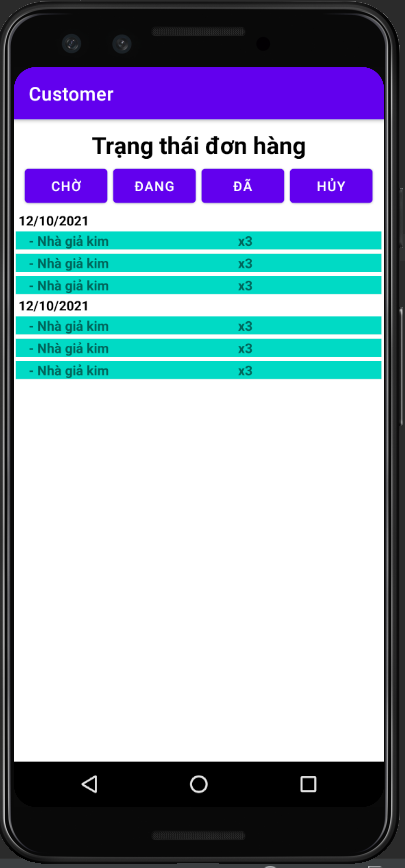 Customer
Trạng thái đơn hàng
CHỜ ĐANG ĐÃ HỦY
12/10/2021
- Nhà giả kim x3
- Nhà giả kim x3
- Nhà giả kim x3
12/10/2021
- Nhà giả kim x3
- Nhà giả kim x3
- Nhà giả kim x3